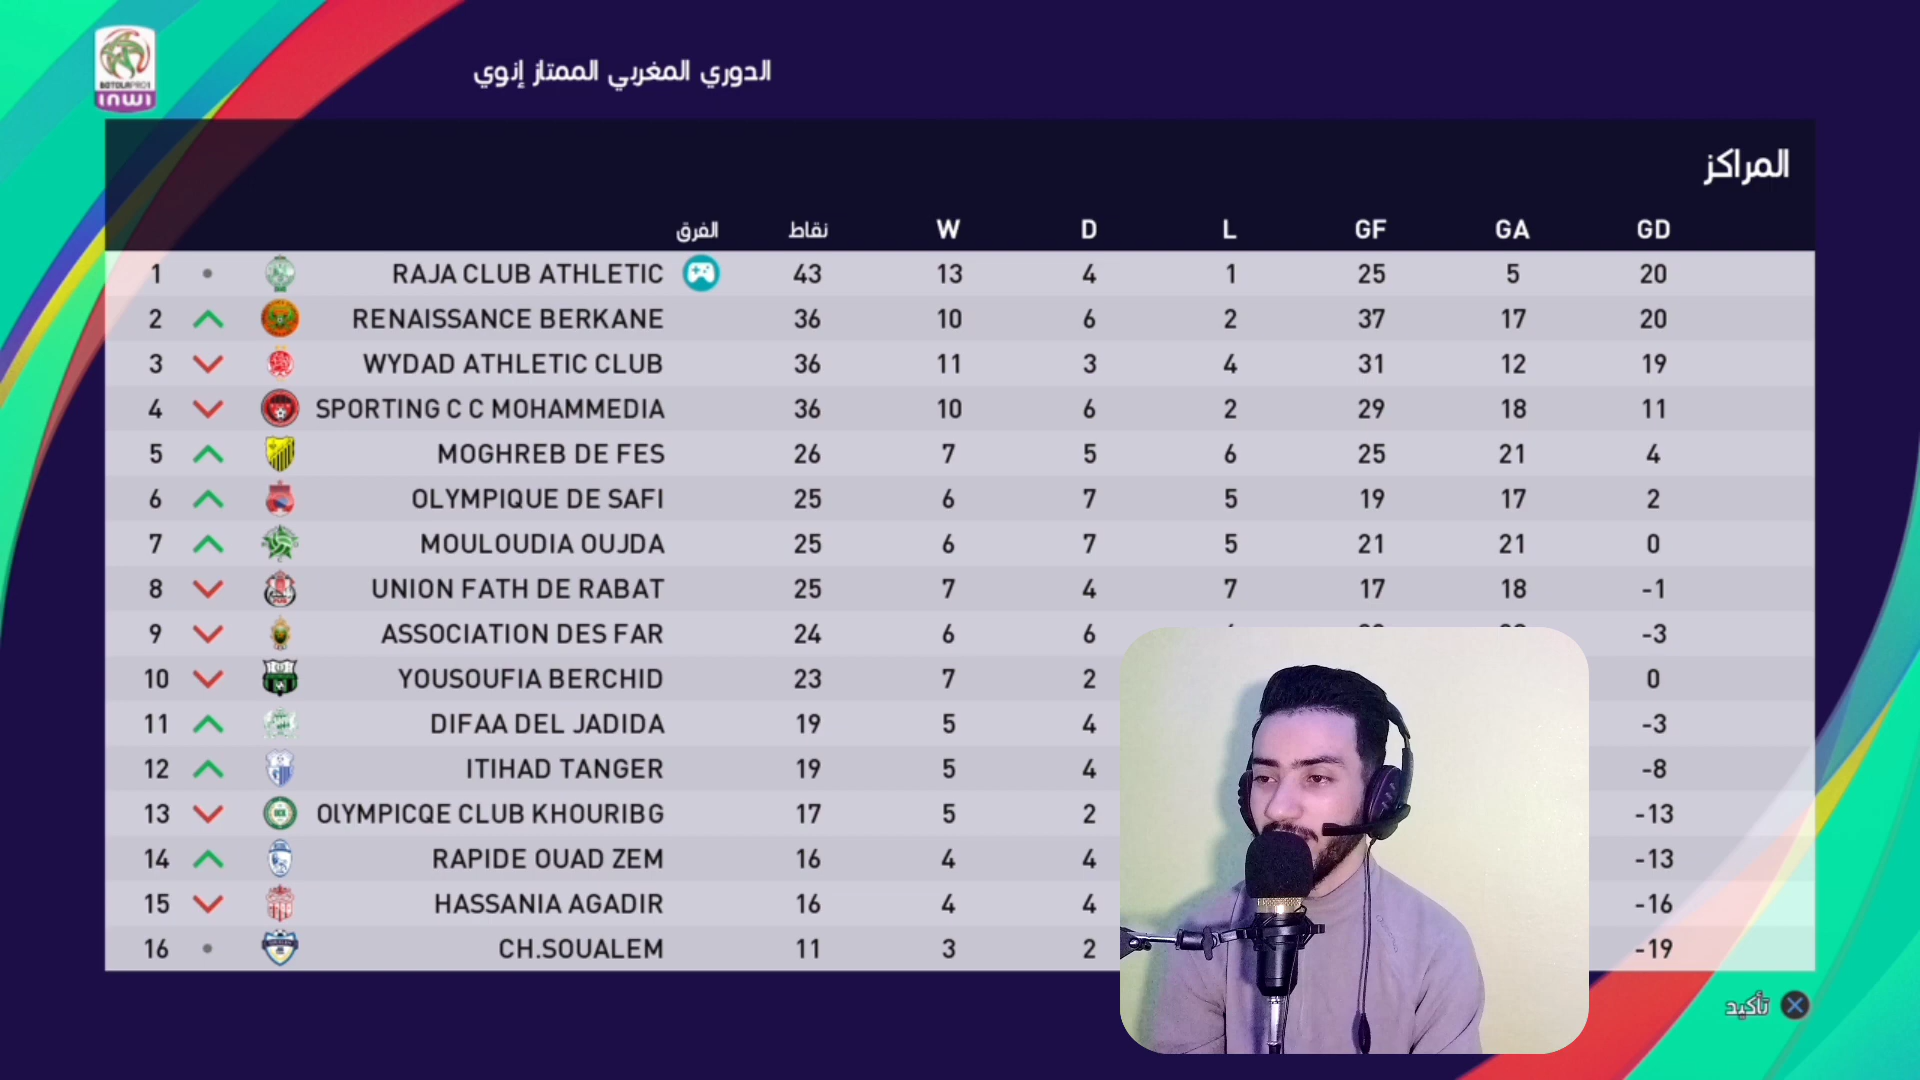 BOTOLAPRO1
inwi
الدوري المغربي الممتاز إنوي
المراكز
الفرق نقاط W D L GF GA GD
1 RAJA CLUB ATHLETIC 43 13 4 1 25 5 20
2 RENAISSANCE BERKANE 36 10 6 2 37 17 20
3 WYDAD ATHLETIC CLUB 36 11 3 4 31 12 19
4 SPORTING C C MOHAMMEDIA 36 10 6 2 29 18 11
5 MOGHREB DE FES 26 7 5 6 25 21 4
6 OLYMPIQUE DE SAFI 25 6 7 5 19 17 2
7 MOULOUDIA OUJDA 25 6 7 5 21 21 0
8 UNION FATH DE RABAT 25 7 4 7 17 18 -1
9 ASSOCIATION DES FAR 24 6 6 -3
10 YOUSOUFIA BERCHID 23 7 2 0
11 DIFAA DEL JADIDA 19 5 4 -3
12 ITIHAD TANGER 19 5 4 -8
13 OlYMPICQE CLUB KHOURIBG 17 5 2 -13
14 RAPIDE OUAD ZEM 16 4 4 -13
15 HASSANIA AGADIR 16 4 4 -16
16 CH.SOUALEM 11 3 2 -19
تأكيد